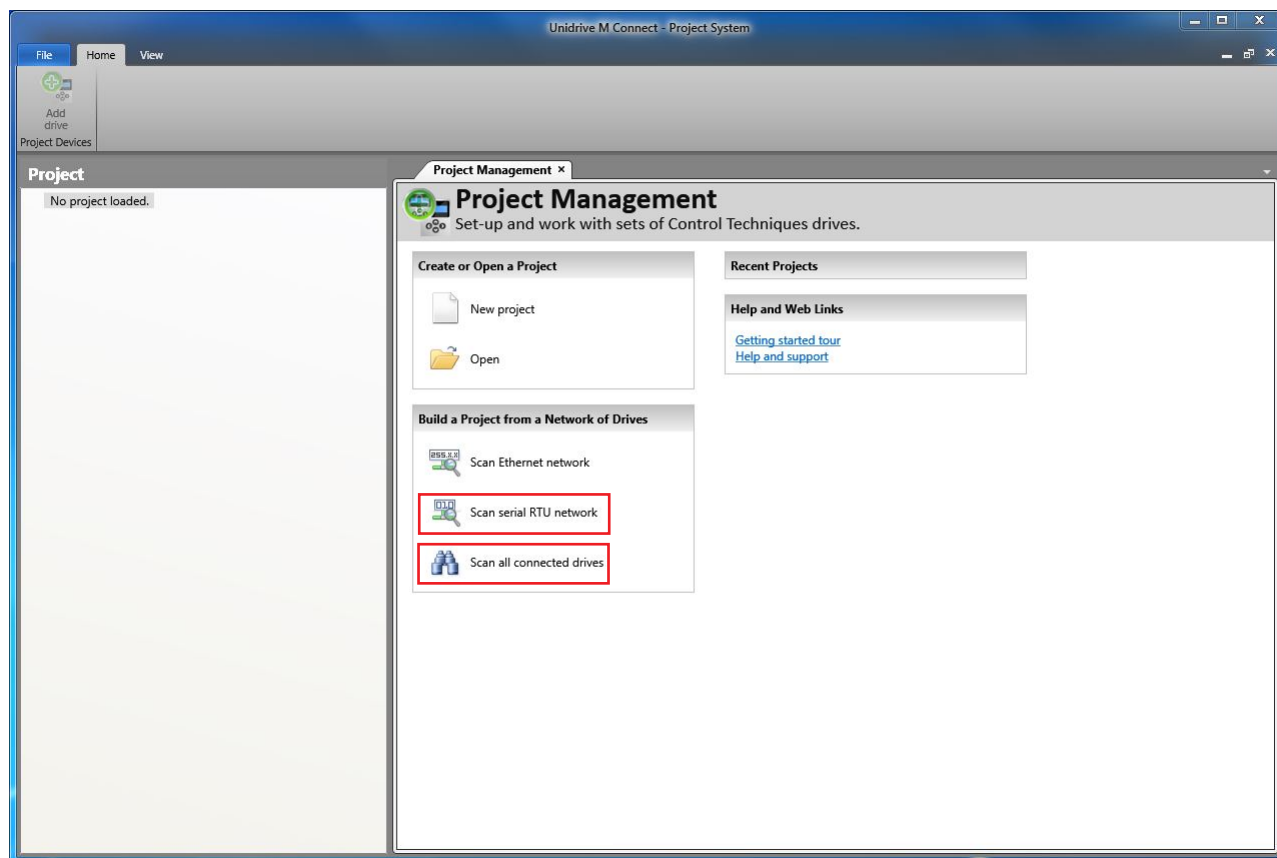 Unidrive M Connect - Project System
File Home View
Add
drive
Project Devices
Project
No project loaded.
Project Management ×
Project Management
Set-up and work with sets of Control Techniques drives.
Create or Open a Project
New project
Open
Recent Projects
Help and Web Links
Getting started tour
Help and support
Build a Project from a Network of Drives
255.X.X
Scan Ethernet network
010
Scan serial RTU network
Scan all connected drives